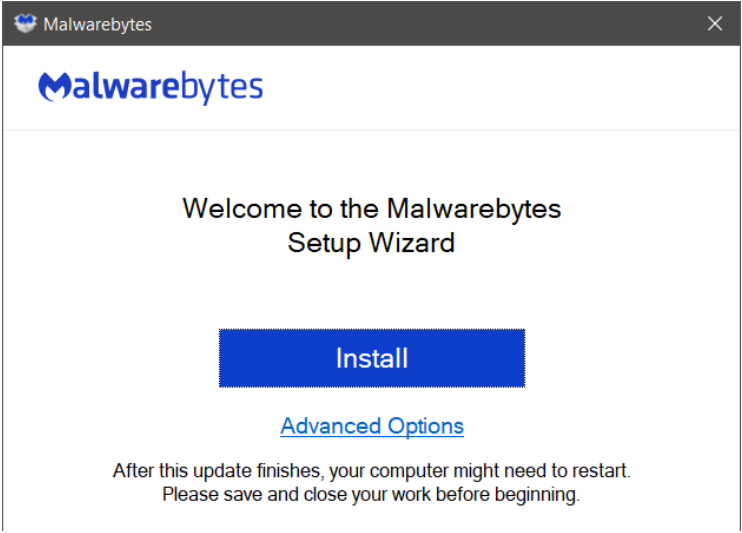 Malwarebytes
Malwarebytes
Welcome to the Malwarebytes
Setup Wizard
Install
Advanced Options
After this update finishes, your computer might need to restart.
Please save and close your work before beginning.